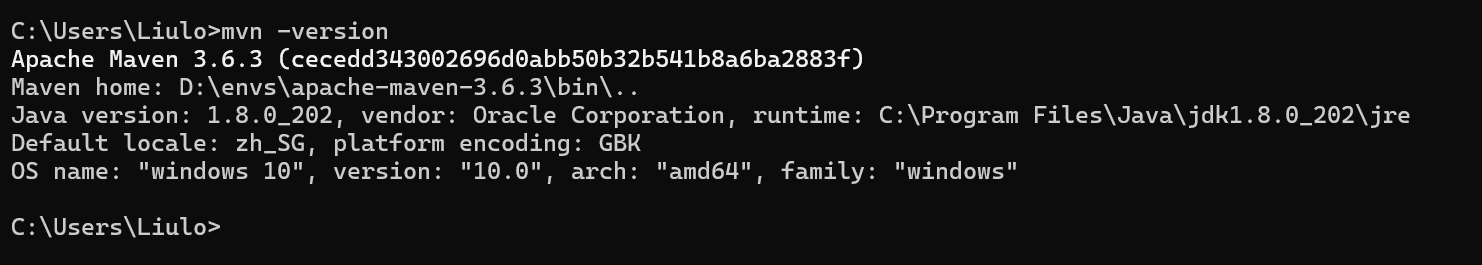 C:\Users\Liulo>mvn -version
Apache Maven 3.6.3 (cecedd343002696d0abb50b32b541b8a6ba2883f)
Maven home: D:\envs\apache-maven-3.6.3\bin\..
Java version: 1.8.0_202, vendor: Oracle Corporation, runtime: C:\Program Files\Java\jdk1.8.0_202\jre
Default locale: zh_SG, platform encoding: GBK
OS name: "windows 10", version: "10.0", arch: "amd64", family: "windows"
C:\Users\Liulo>